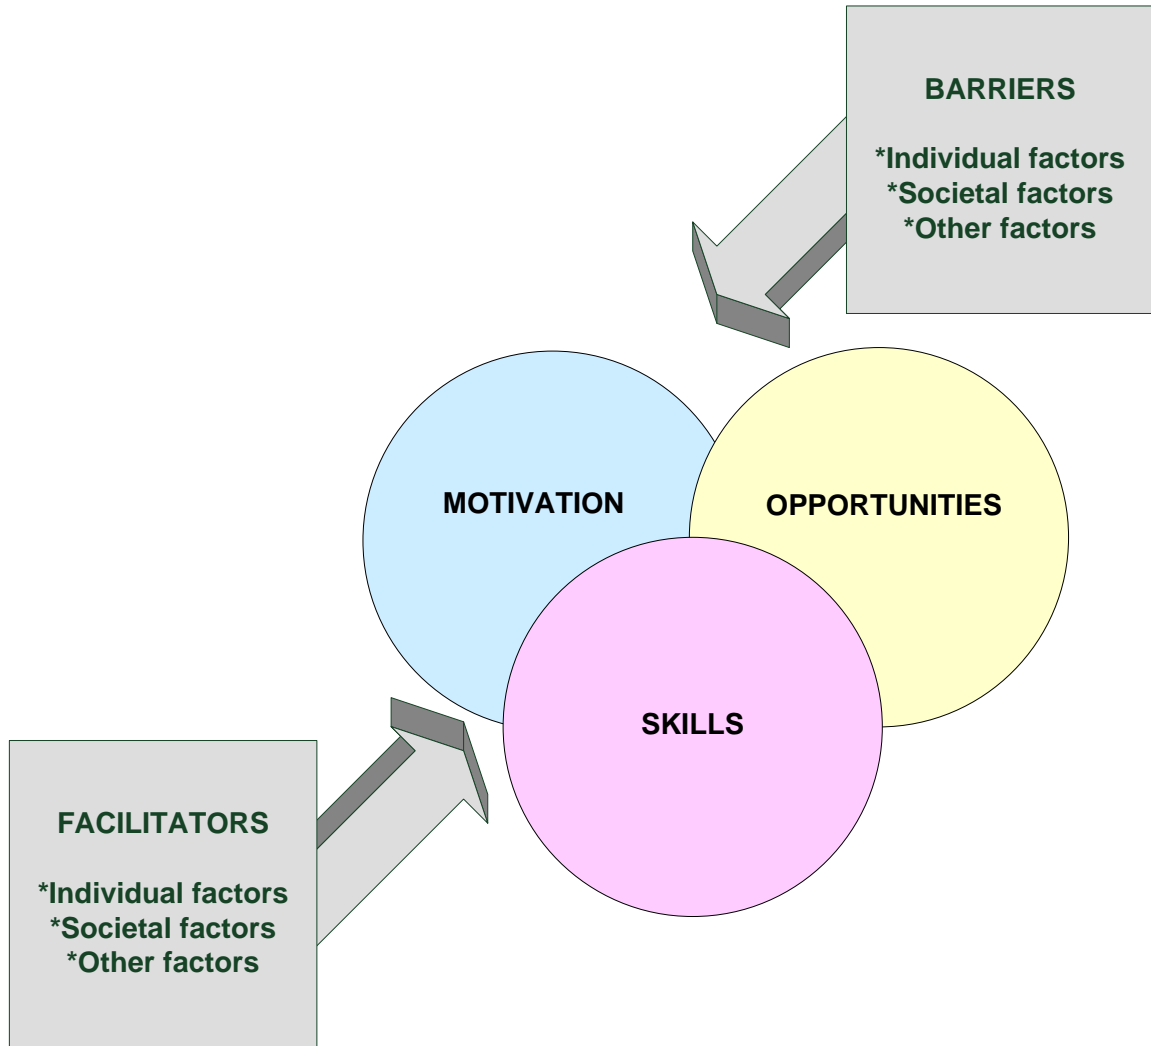 BARRIERS
*Individual factors
*Societal factors
*Other factors
MOTIVATION
OPPORTUNITIES
SKILLS
FACILITATORS
*Individual factors
*Societal factors
*Other factors